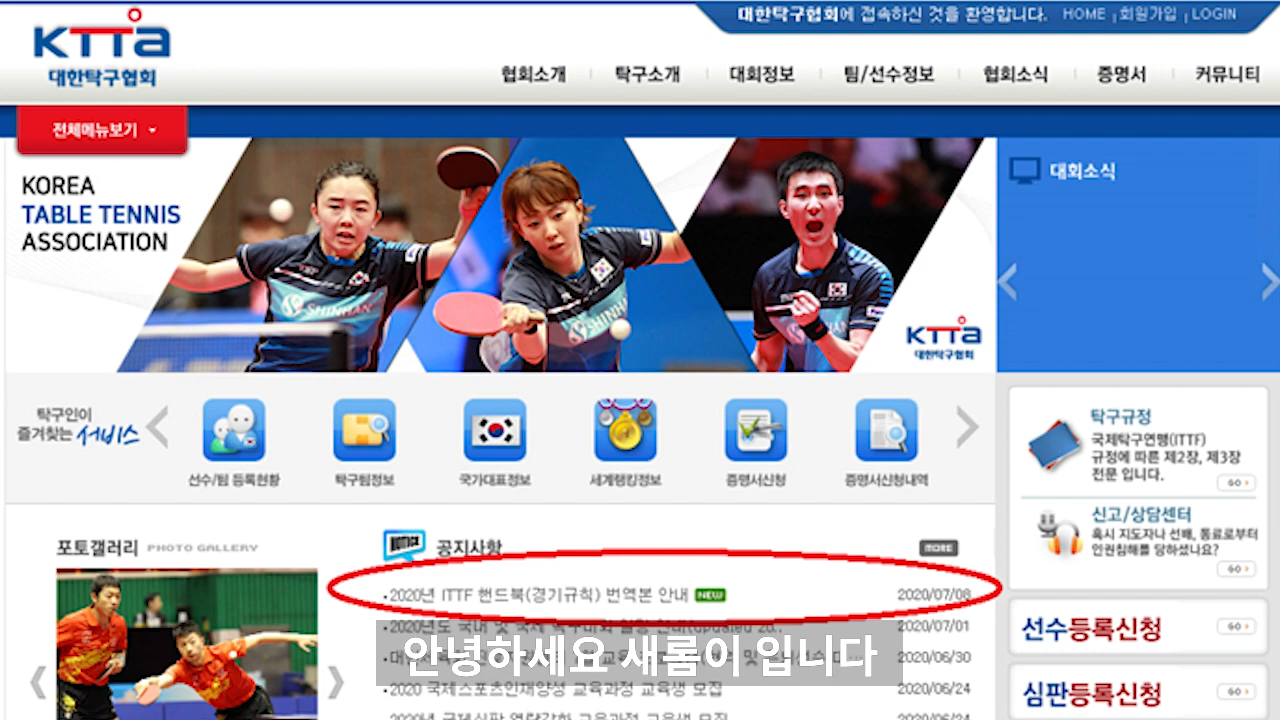 KTTA
대한탁구협회
대한탁구협회에 접속하신 것을 환영합니다. HOME | 회원가입 | LOGIN
협회소개 탁구소개 대회정보 팀/선수정보 협회소식 증명서 커뮤니티
전체메뉴보기
KOREA
TABLE TENNIS
ASSOCIATION
SHINHAN
SHINHAN
KTTA
대한탁구협회
대회소식
탁구인이
즐겨찾는 서비스
선수/팀 등록현황 탁구팀정보 국가대표정보 세계랭킹정보 증명서신청 증명서신청내역
탁구규정
국제탁구연맹(ITTF)
규정에 따른 제2장, 제3장
전문 입니다.
GO
신고/상담센터
혹시 지도자나 선배, 동료로부터
인권침해를 당하셨나요?
GO
포토갤러리 PHOTO GALLERY
NOTICE 공지사항 MORE
2020년 ITTF 핸드북(경기규칙) 번역본 안내 NEW 2020/07/08
2020/07/01
2020/06/30
2020 국제스포츠인재양성 교육과정 교육생 모집 2020/06/24
안녕하세요 새롬이 입니다
선수등록신청 GO
심판등록신청 GO